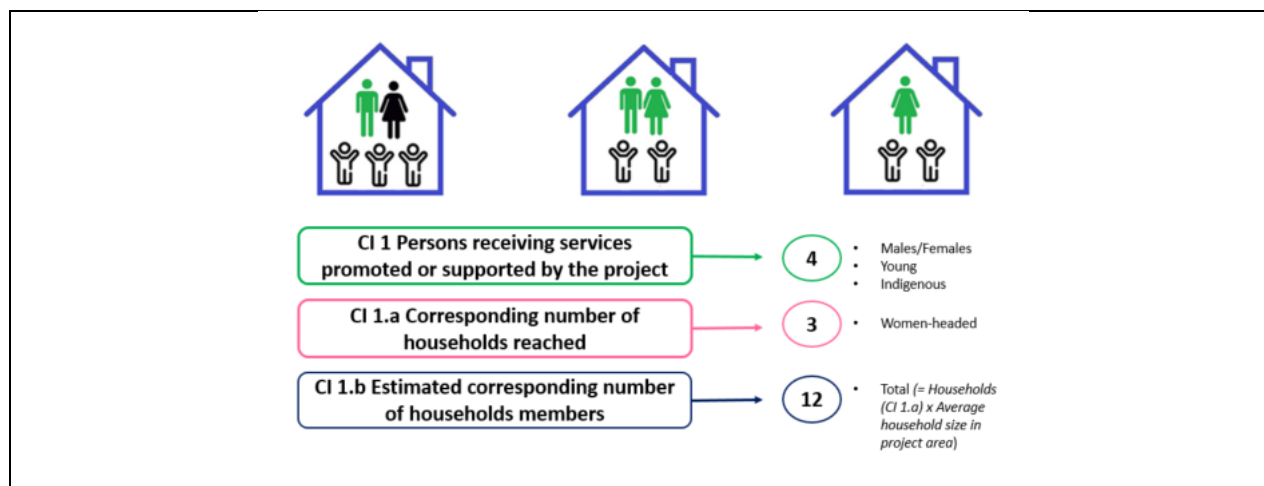 CI 1 Persons receiving services
promoted or supported by the project
4
• Males/Females
• Young
• Indigenous
CI 1.a Corresponding number of
households reached
3
• Women-headed
CI 1.b Estimated corresponding number
of households members
12
• Total (= Households
(CI 1.a) x Average
household size in
project area)